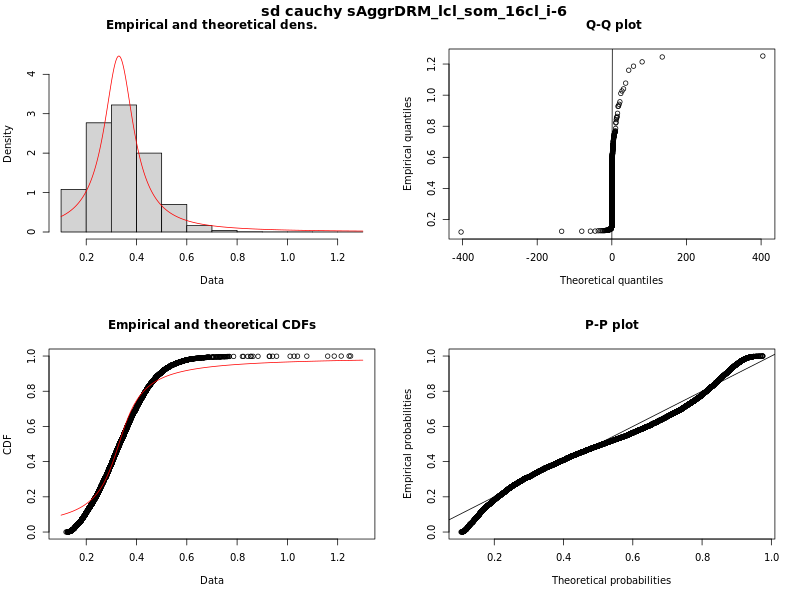 sd cauchy sAggrDRM_lcl_som_16cl_i-6
Empirical and theoretical dens.
Density
0 1 2 3 4
0.2 0.4 0.6 0.8 1.0 1.2
Data
Q-Q plot
Empirical quantiles
0.2 0.4 0.6 0.8 1.0 1.2
-400 -200 0 200 400
Theoretical quantiles
Empirical and theoretical CDFs
CDF
0.0 0.2 0.4 0.6 0.8 1.0
0.2 0.4 0.6 0.8 1.0 1.2
Data
P-P plot
Empirical probabilities
0.0 0.2 0.4 0.6 0.8 1.0
0.2 0.4 0.6 0.8 1.0
Theoretical probabilities